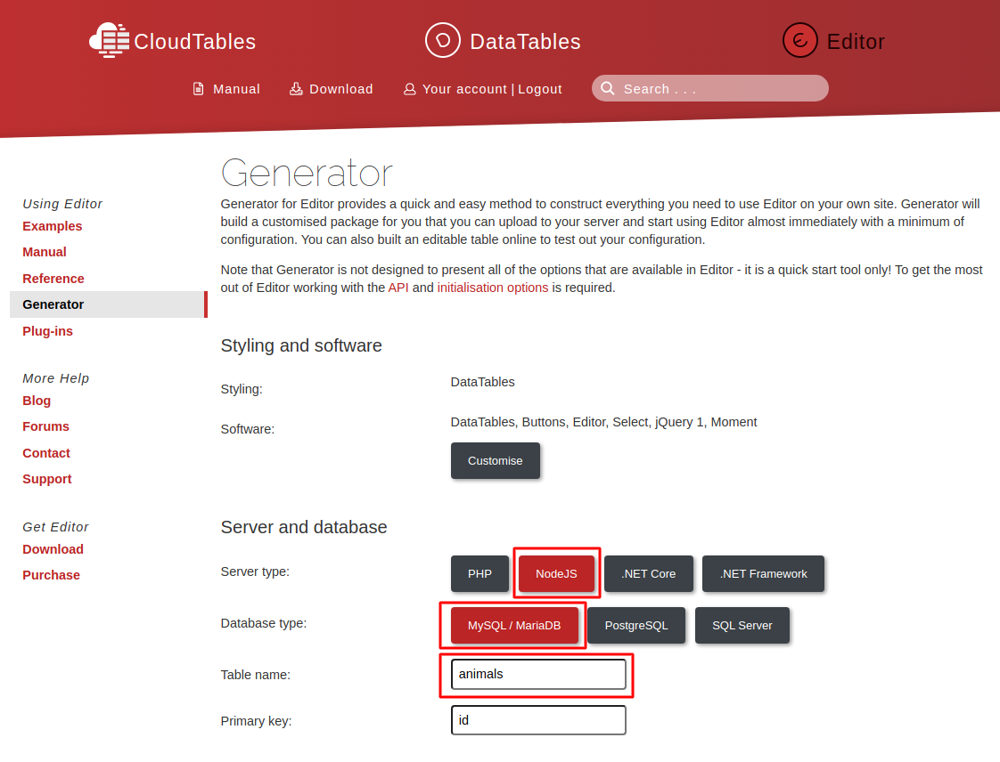 CloudTables
DataTables
Editor
Manual
Download
Your account | Logout
Search . . .
Using Editor
Examples
Manual
Reference
Generator
Plug-ins
More Help
Blog
Forums
Contact
Support
Get Editor
Download
Purchase
Generator
Generator for Editor provides a quick and easy method to construct everything you need to use Editor on your own site. Generator will
build a customised package for you that you can upload to your server and start using Editor almost immediately with a minimum of
configuration. You can also built an editable table online to test out your configuration.
Note that Generator is not designed to present all of the options that are available in Editor - it is a quick start tool only! To get the most
out of Editor working with the API and initialisation options is required.
Styling and software
Styling:
DataTables
Software:
DataTables, Buttons, Editor, Select, jQuery 1, Moment
Customise
Server and database
Server type:
PHP
NodeJS
.NET Core
.NET Framework
Database type:
MySQL / MariaDB
PostgreSQL
SQL Server
Table name:
animals
Primary key:
id